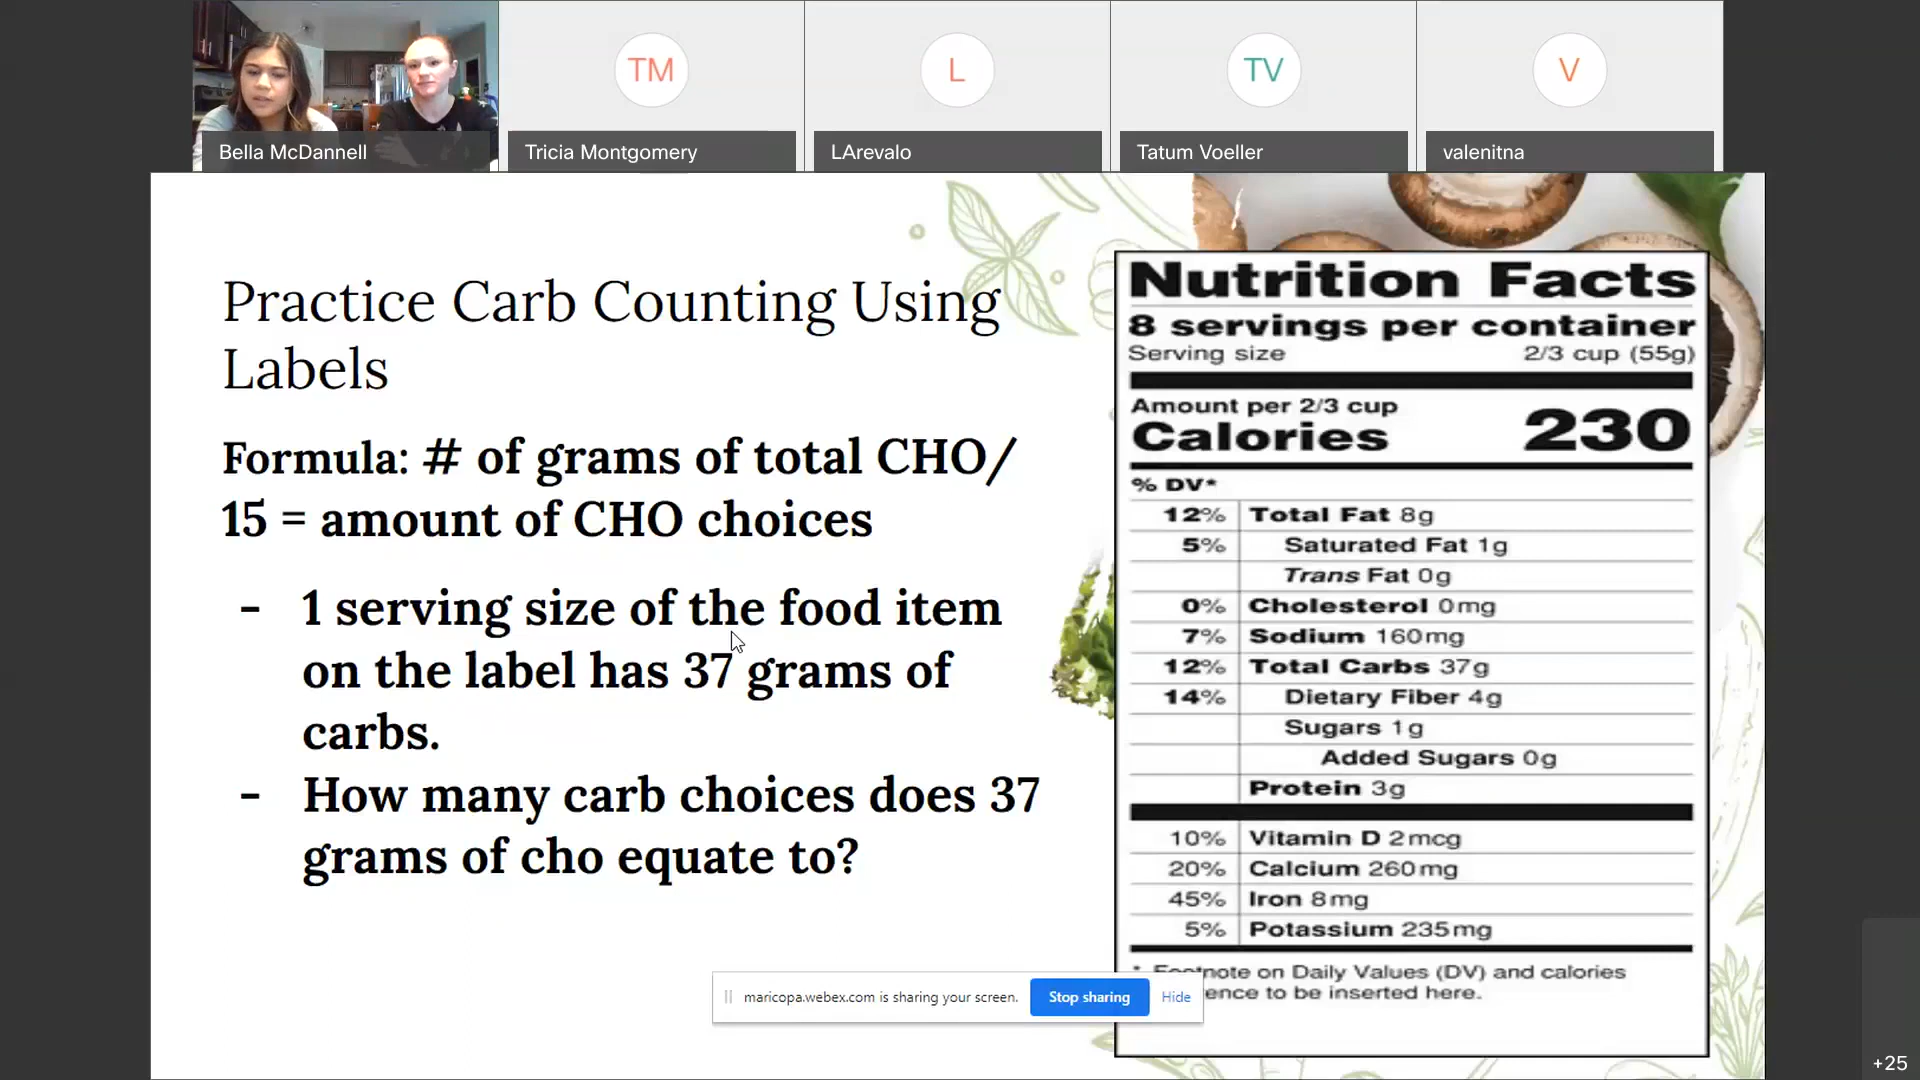 TM
L
TV
V
Bella McDannell
Tricia Montgomery
LArevalo
Tatum Voeller
valenitna
Practice Carb Counting Using
Labels
Formula: # of grams of total CHO/
15 = amount of CHO choices
- 1 serving size of the food item
on the label has 37 grams of
carbs.
- How many carb choices does 37
grams of cho equate to?
Nutrition Facts
8 servings per container
Serving size 2/3 cup (55g)
Amount per 2/3 cup
Calories 230
% DV*
12% Total Fat 8g
5% Saturated Fat 1g
Trans Fat 0g
0% Cholesterol 0mg
7% Sodium 160mg
12% Total Carbs 37g
14% Dietary Fiber 4g
Sugars 1g
Added Sugars 0g
Protein 3g
10% Vitamin D 2mcg
20% Calcium 260mg
45% Iron 8mg
5% Potassium 235mg
* Footnote on Daily Values (DV) and calories
to be inserted here.
maricopa.webex.com is sharing your screen. Stop sharing Hide
+25